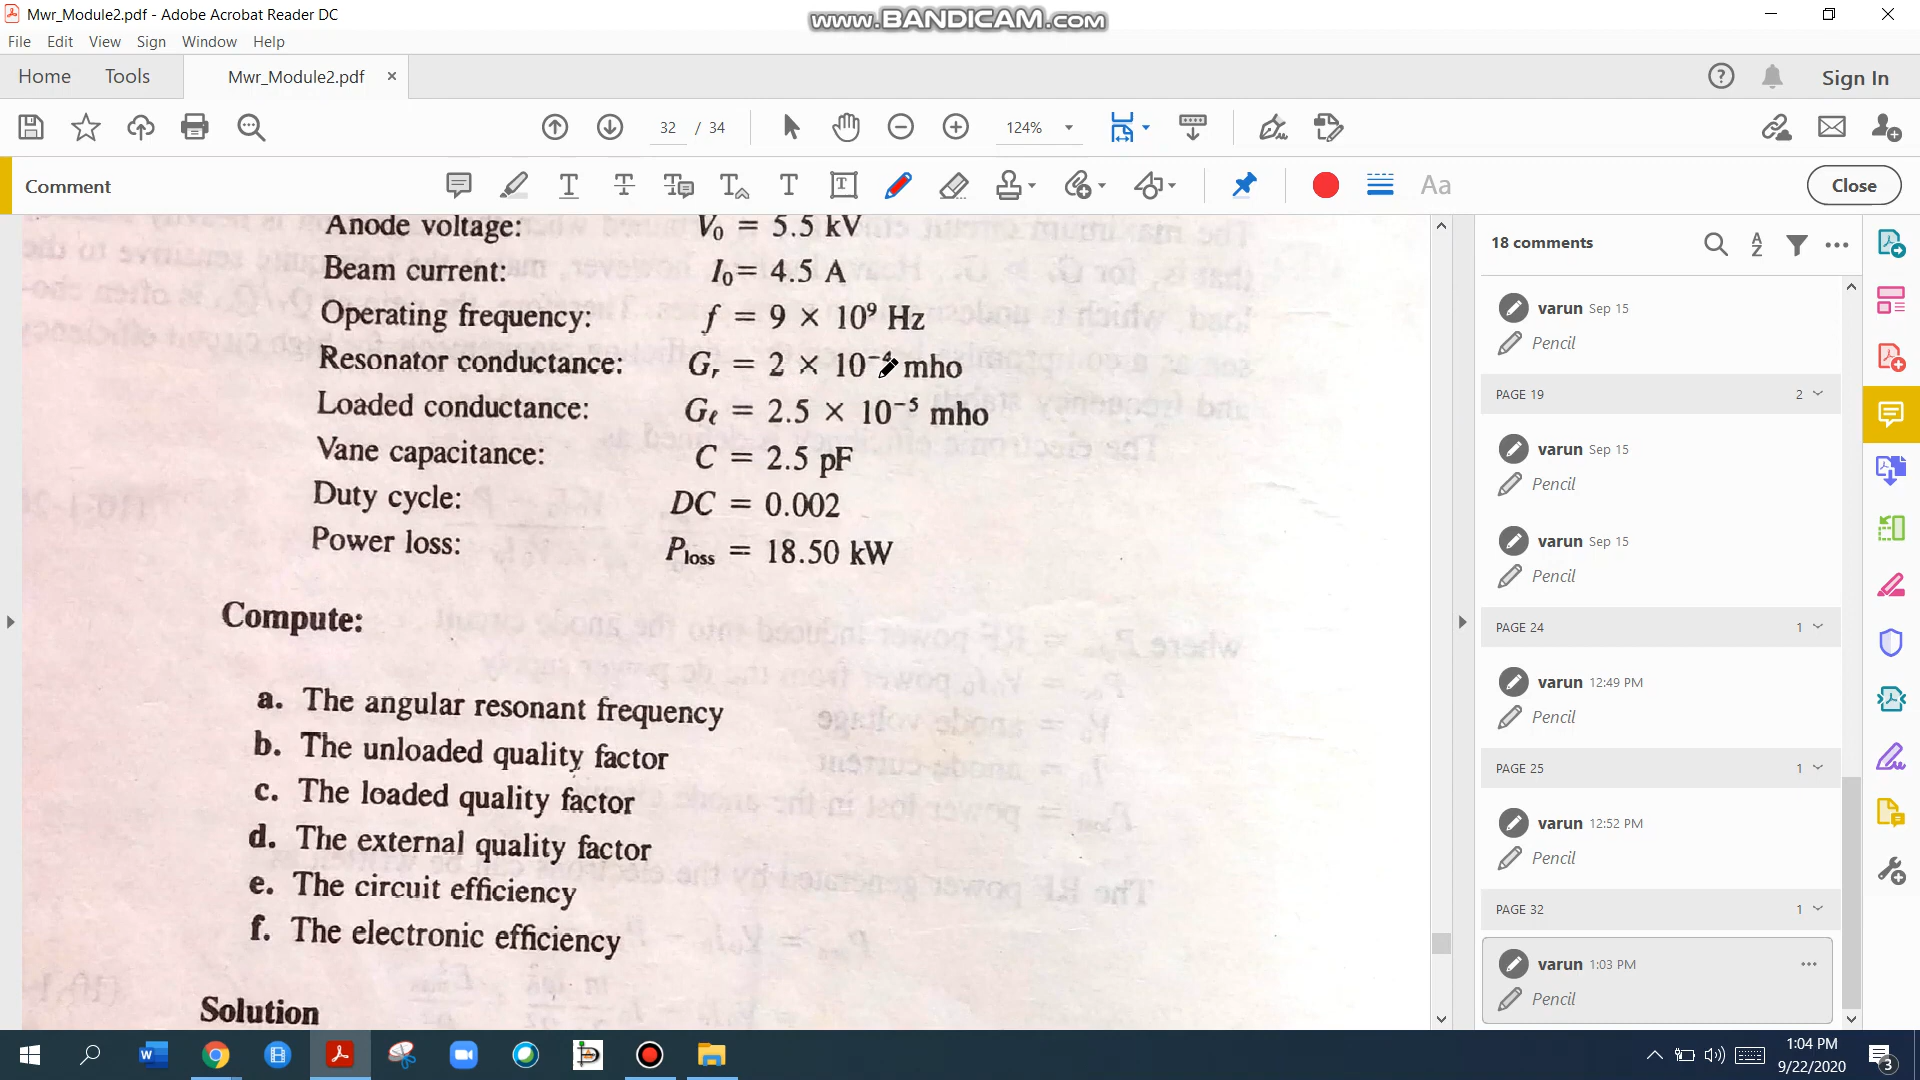 Mwr_Module2.pdf - Adobe Acrobat Reader DC
www.BANDICAM.com
File Edit View Sign Window Help
Home Tools Mwr_Module2.pdf × Sign In
32 / 34 124%
Comment Aa Close
Anode voltage: V₀ = 5.5 kV
Beam current: I₀ = 4.5 A
Operating frequency: f = 9 × 10⁹ Hz
Resonator conductance: Gᵣ = 2 × 10⁻⁴ mho
Loaded conductance: Gℓ = 2.5 × 10⁻⁵ mho
Vane capacitance: C = 2.5 pF
Duty cycle: DC = 0.002
Power loss: Ploss = 18.50 kW
Compute:
a. The angular resonant frequency
b. The unloaded quality factor
c. The loaded quality factor
d. The external quality factor
e. The circuit efficiency
f. The electronic efficiency
Solution
18 comments
varun Sep 15
Pencil
PAGE 19 2
varun Sep 15
Pencil
varun Sep 15
Pencil
PAGE 24 1
varun 12:49 PM
Pencil
PAGE 25 1
varun 12:52 PM
Pencil
PAGE 32 1
varun 1:03 PM
Pencil
1:04 PM
9/22/2020
3